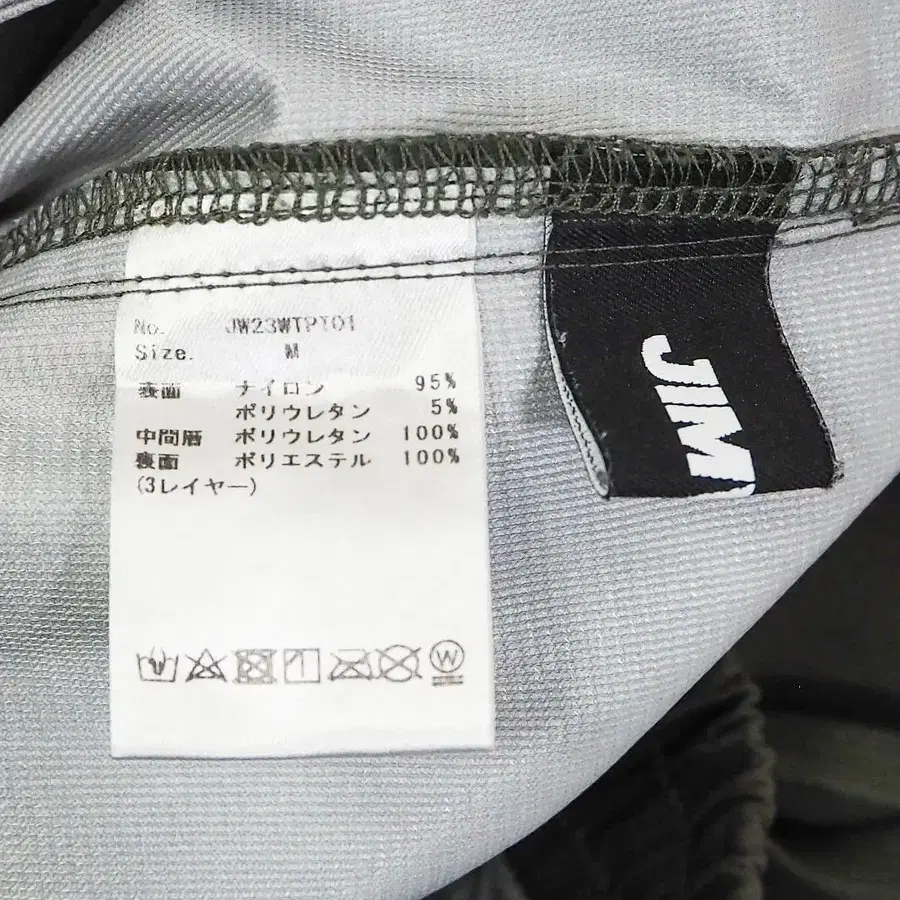 No. JW23WTPT01
Size. M
表面 ナイロン 95%
ポリウレタン 5%
中間層 ポリウレタン 100%
裏面 ポリエステル 100%
(3レイヤー)
W
JIM